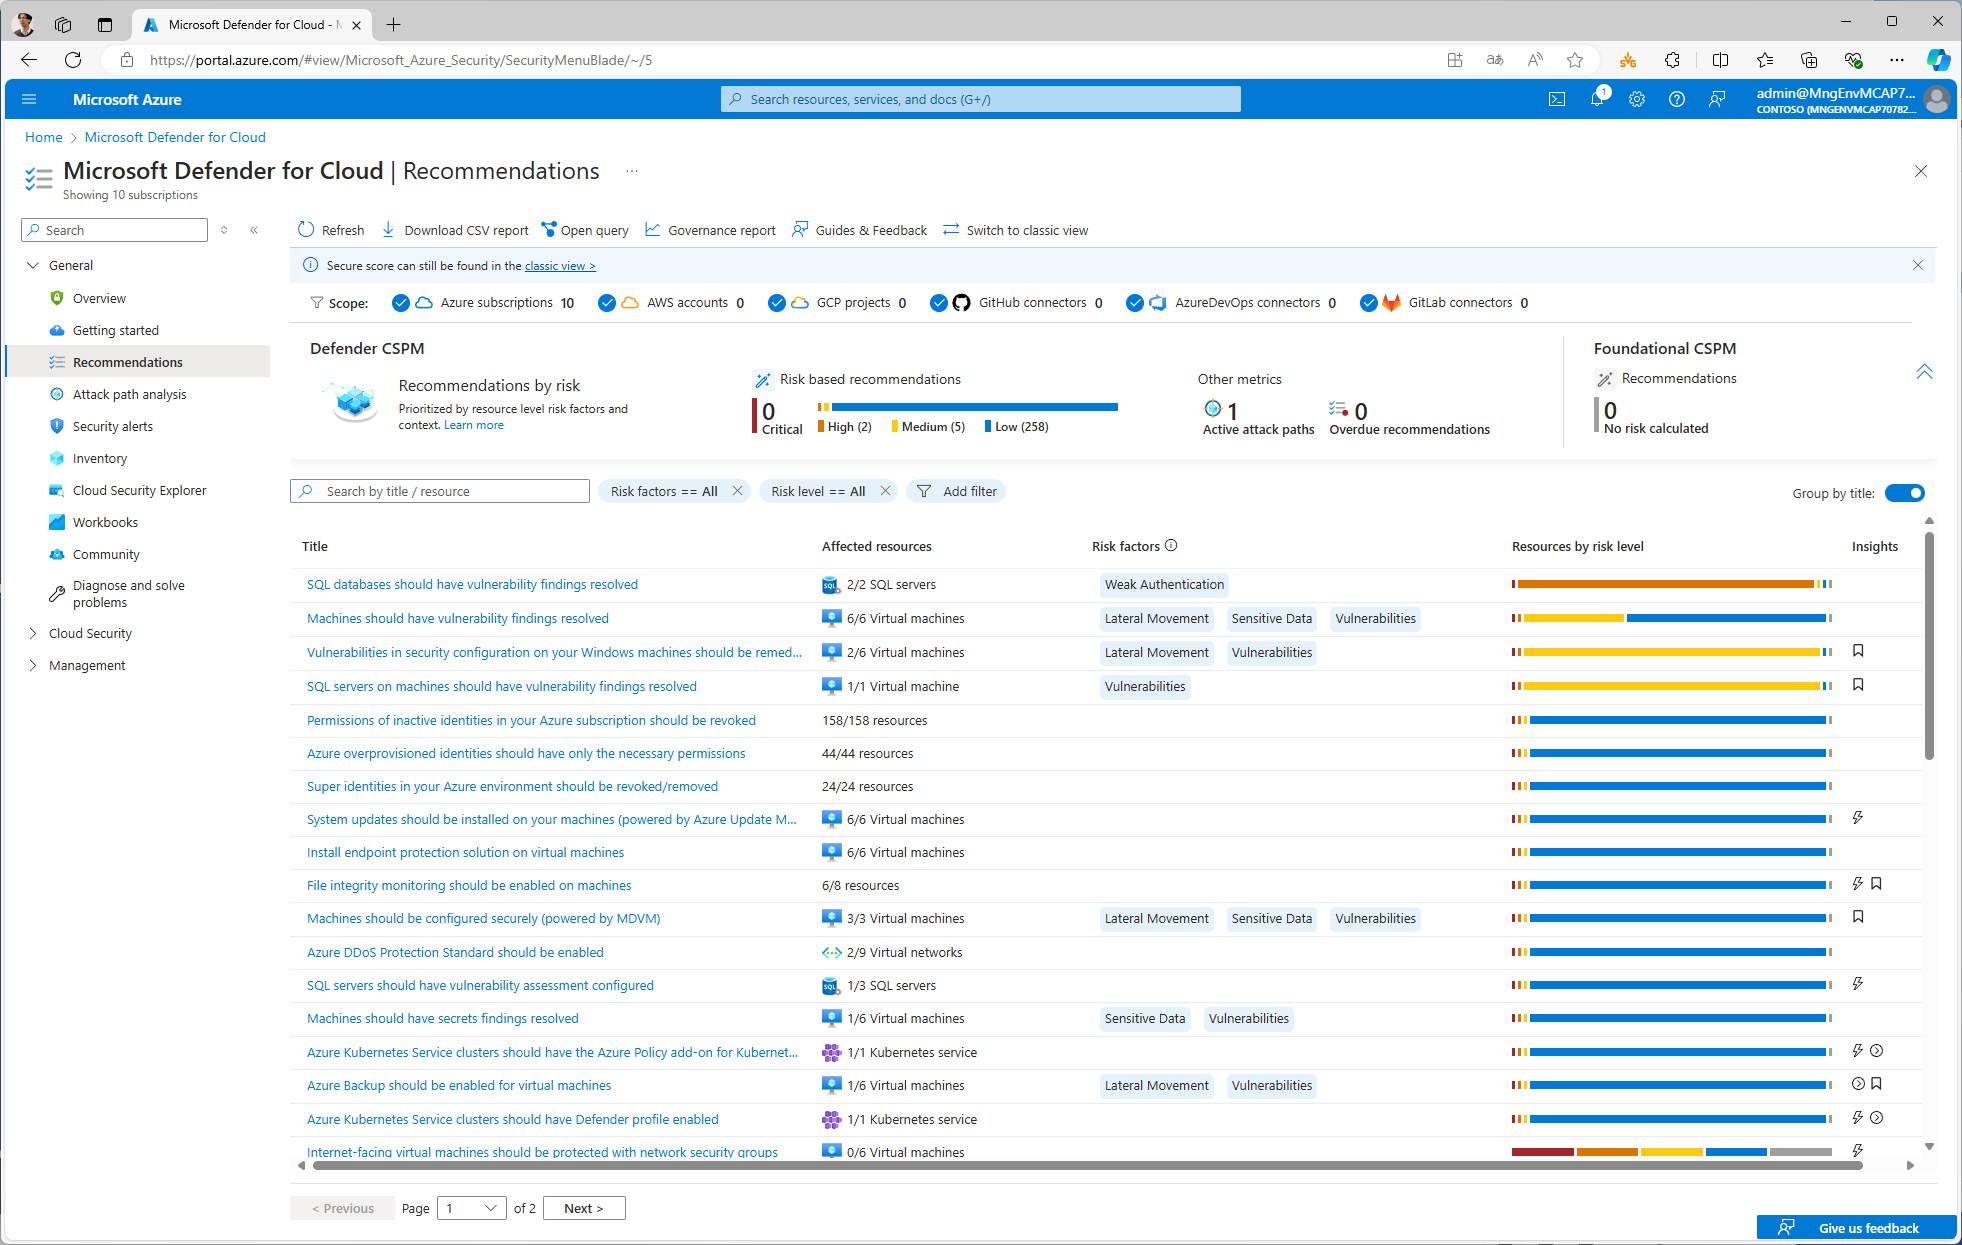 Microsoft Defender for Cloud - M
https://portal.azure.com/#view/Microsoft_Azure_Security/SecurityMenuBlade/~/5
Microsoft Azure
Search resources, services, and docs (G+/)
1
admin@MngEnvMCAP7...
CONTOSO (MNGENVMCAP70782...
Home > Microsoft Defender for Cloud
Microsoft Defender for Cloud | Recommendations ...
Showing 10 subscriptions
Search
«
General
Overview
Getting started
Recommendations
Attack path analysis
Security alerts
Inventory
Cloud Security Explorer
Workbooks
Community
Diagnose and solve
problems
Cloud Security
Management
Refresh Download CSV report Open query Governance report Guides & Feedback Switch to classic view
Secure score can still be found in the classic view >
Scope: Azure subscriptions 10 AWS accounts 0 GCP projects 0 GitHub connectors 0 AzureDevOps connectors 0 GitLab connectors 0
Defender CSPM
Recommendations by risk
Prioritized by resource level risk factors and
context. Learn more
Risk based recommendations
0
Critical
High (2) Medium (5) Low (258)
Other metrics
1
Active attack paths
0
Overdue recommendations
Foundational CSPM
Recommendations
0
No risk calculated
Search by title / resource
Risk factors == All
Risk level == All
Add filter
Group by title:
Title Affected resources Risk factors Resources by risk level Insights
SQL databases should have vulnerability findings resolved 2/2 SQL servers Weak Authentication
Machines should have vulnerability findings resolved 6/6 Virtual machines Lateral Movement Sensitive Data Vulnerabilities
Vulnerabilities in security configuration on your Windows machines should be remed... 2/6 Virtual machines Lateral Movement Vulnerabilities
SQL servers on machines should have vulnerability findings resolved 1/1 Virtual machine Vulnerabilities
Permissions of inactive identities in your Azure subscription should be revoked 158/158 resources
Azure overprovisioned identities should have only the necessary permissions 44/44 resources
Super identities in your Azure environment should be revoked/removed 24/24 resources
System updates should be installed on your machines (powered by Azure Update M... 6/6 Virtual machines
Install endpoint protection solution on virtual machines 6/6 Virtual machines
File integrity monitoring should be enabled on machines 6/8 resources
Machines should be configured securely (powered by MDVM) 3/3 Virtual machines Lateral Movement Sensitive Data Vulnerabilities
Azure DDoS Protection Standard should be enabled 2/9 Virtual networks
SQL servers should have vulnerability assessment configured 1/3 SQL servers
Machines should have secrets findings resolved 1/6 Virtual machines Sensitive Data Vulnerabilities
Azure Kubernetes Service clusters should have the Azure Policy add-on for Kubernet... 1/1 Kubernetes service
Azure Backup should be enabled for virtual machines 1/6 Virtual machines Lateral Movement Vulnerabilities
Azure Kubernetes Service clusters should have Defender profile enabled 1/1 Kubernetes service
Internet-facing virtual machines should be protected with network security groups 0/6 Virtual machines
< Previous Page 1 of 2 Next >
Give us feedback